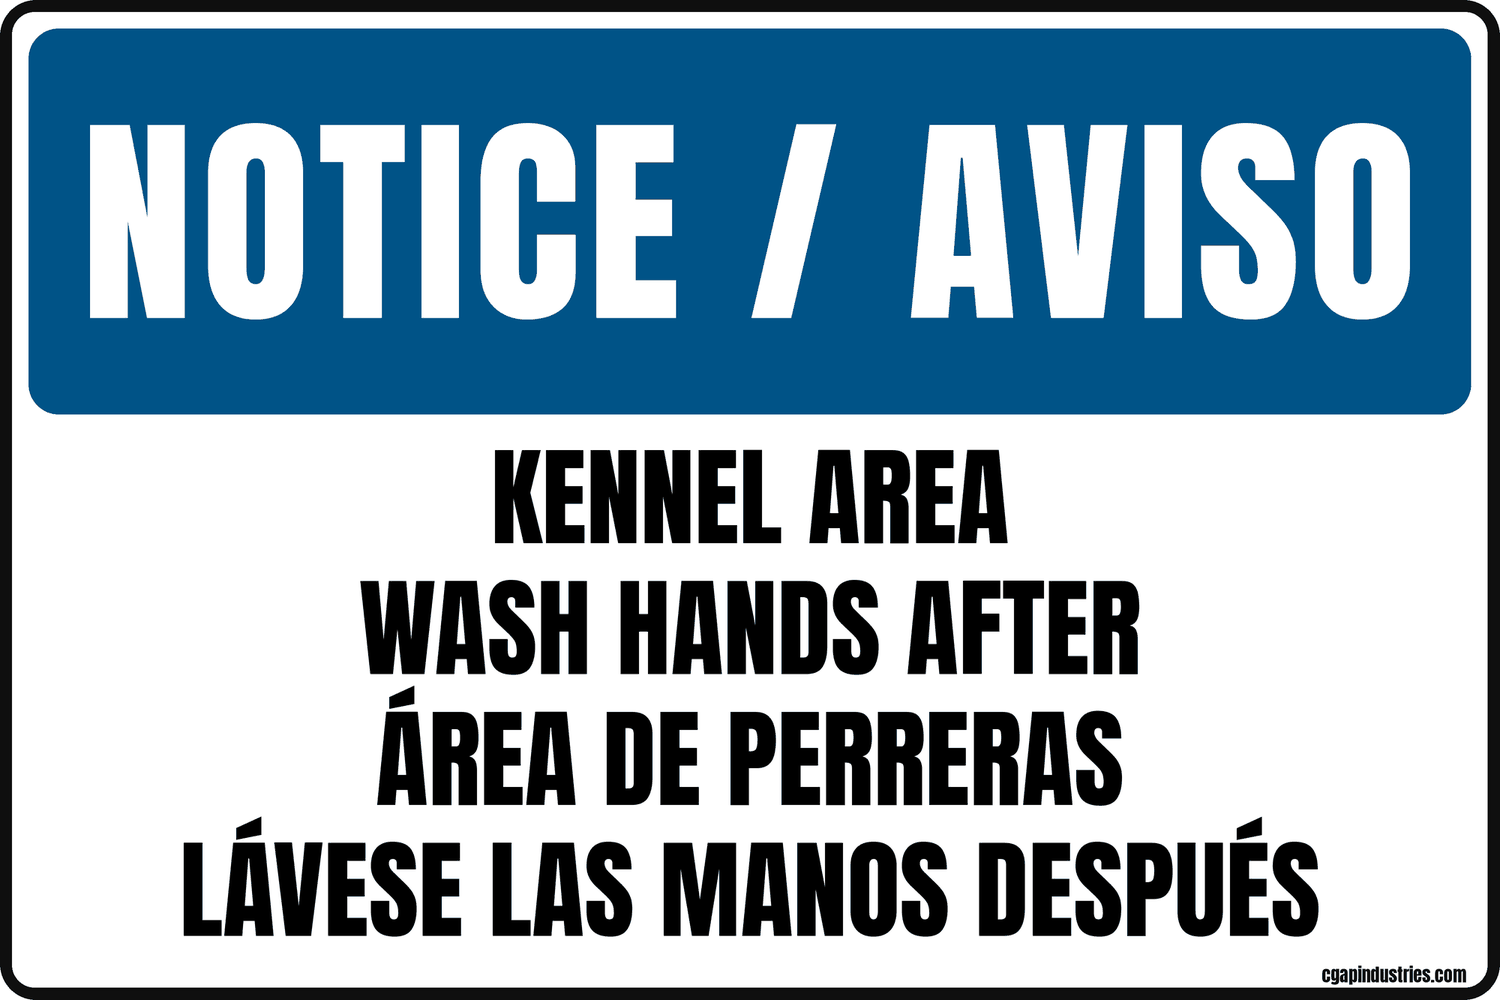 NOTICE / AVISO
KENNEL AREA
WASH HANDS AFTER
ÁREA DE PERRERAS
LÁVESE LAS MANOS DESPUÉS
cgapindustries.com